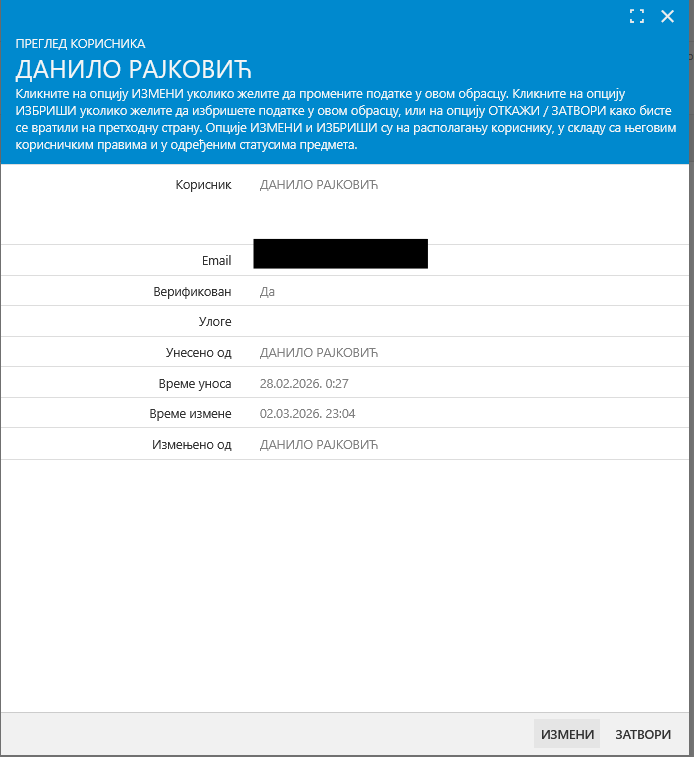 ПРЕГЛЕД КОРИСНИКА
ДАНИЛО РАЈКОВИЋ
Кликните на опцију ИЗМЕНИ уколико желите да промените податке у овом обрасцу. Кликните на опцију
ИЗБРИШИ уколико желите да избришете податке у овом обрасцу, или на опцију ОТКАЖИ / ЗАТВОРИ како бисте
се вратили на претходну страну. Опције ИЗМЕНИ и ИЗБРИШИ су на располагању кориснику, у складу са његовим
корисничким правима и у одређеним статусима предмета.
Корисник ДАНИЛО РАЈКОВИЋ
Email
Верификован Да
Улоге
Унесено од ДАНИЛО РАЈКОВИЋ
Време уноса 28.02.2026. 0:27
Време измене 02.03.2026. 23:04
Измењено од ДАНИЛО РАЈКОВИЋ
ИЗМЕНИ ЗАТВОРИ